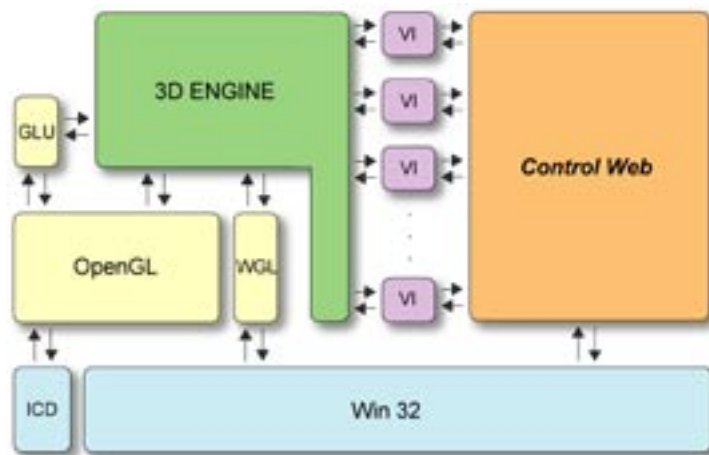 3D ENGINE
VI
VI
VI
VI
Control Web
GLU
OpenGL
WGL
ICD
Win 32